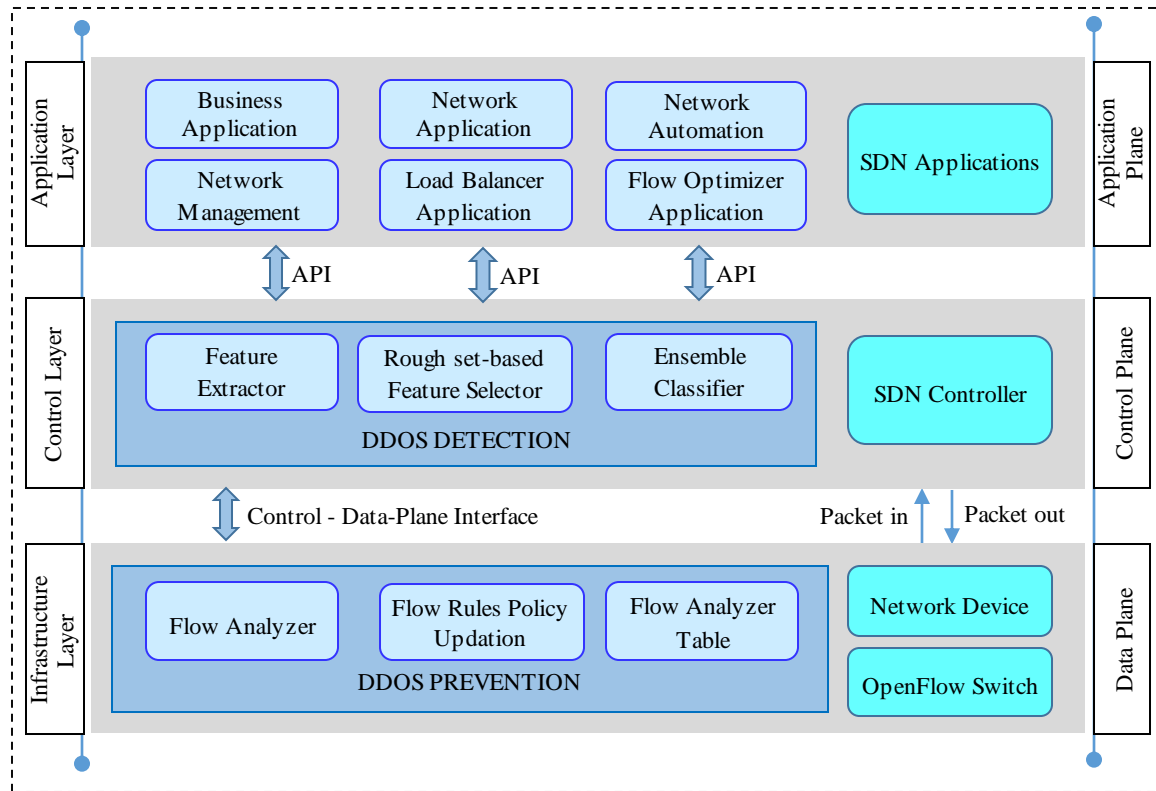 Application
Layer
Business
Application
Network
Application
Network
Automation
Network
Management
Load Balancer
Application
Flow Optimizer
Application
SDN Applications
Application
Plane
API
API
API
Control Layer
Feature
Extractor
Rough set-based
Feature Selector
Ensemble
Classifier
DDOS DETECTION
SDN Controller
Control Plane
Control - Data-Plane Interface
Packet in
Packet out
Infrastructure
Layer
Flow Analyzer
Flow Rules Policy
Updation
Flow Analyzer
Table
DDOS PREVENTION
Network Device
OpenFlow Switch
Data Plane